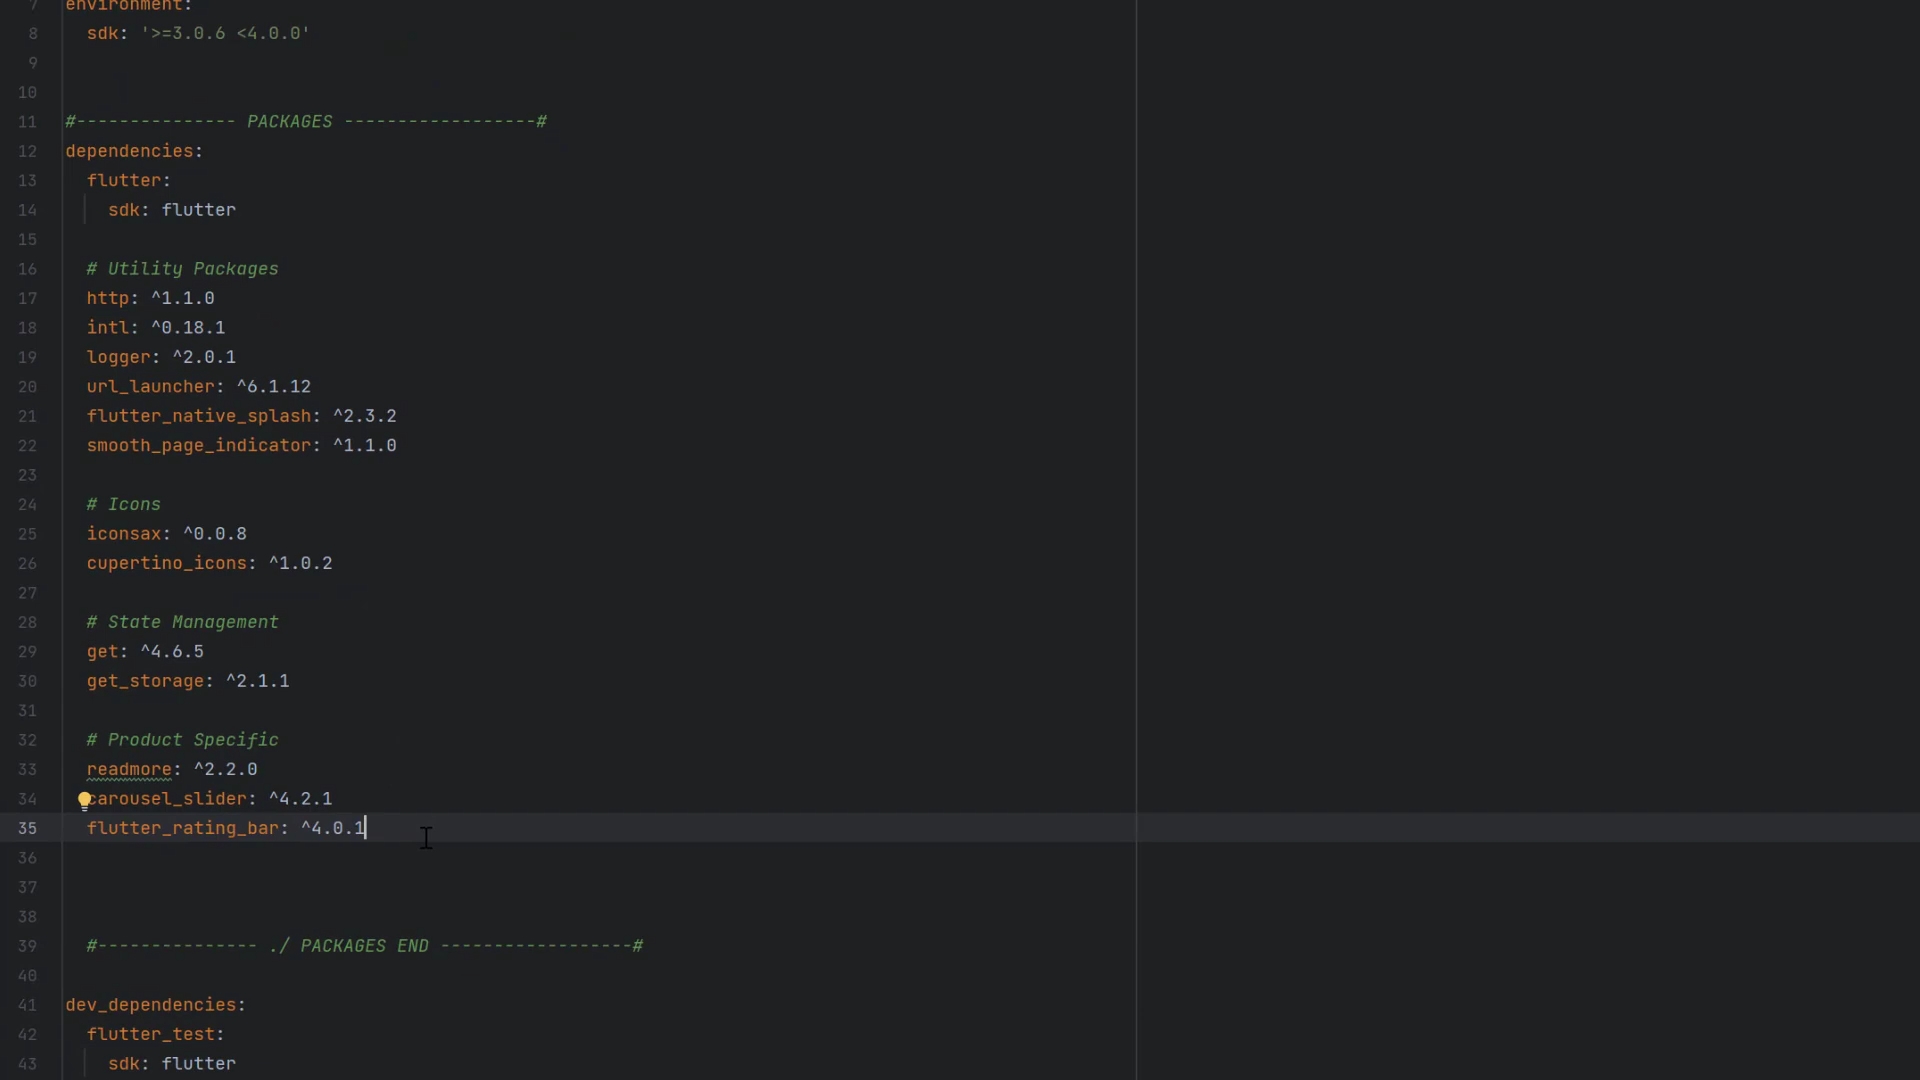 7 environment:
8 sdk: '>=3.0.6 <4.0.0'
9
10
11 #--------------- PACKAGES ------------------#
12 dependencies:
13 flutter:
14 sdk: flutter
15
16 # Utility Packages
17 http: ^1.1.0
18 intl: ^0.18.1
19 logger: ^2.0.1
20 url_launcher: ^6.1.12
21 flutter_native_splash: ^2.3.2
22 smooth_page_indicator: ^1.1.0
23
24 # Icons
25 iconsax: ^0.0.8
26 cupertino_icons: ^1.0.2
27
28 # State Management
29 get: ^4.6.5
30 get_storage: ^2.1.1
31
32 # Product Specific
33 readmore: ^2.2.0
34 carousel_slider: ^4.2.1
35 flutter_rating_bar: ^4.0.1
36
37
38
39 #--------------- ./ PACKAGES END ------------------#
40
41 dev_dependencies:
42 flutter_test:
43 sdk: flutter